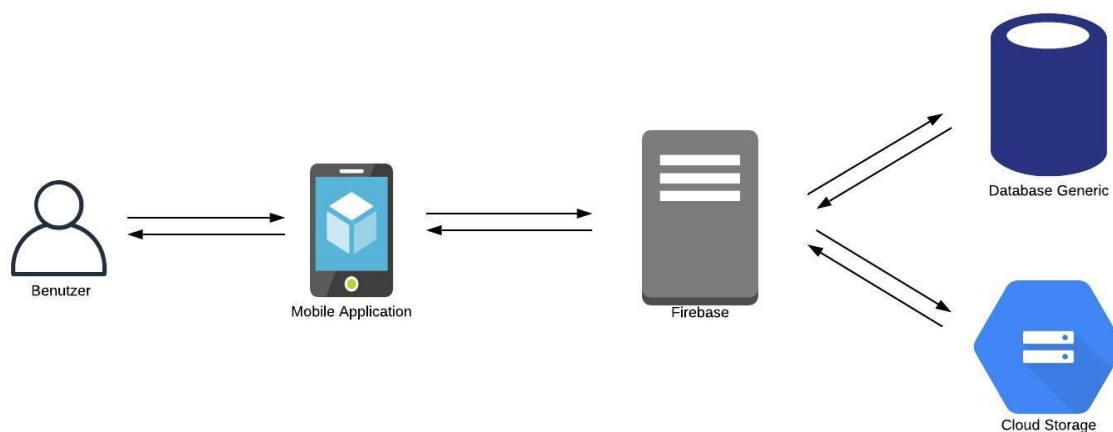 Benutzer
Mobile Application
Firebase
Database Generic
Cloud Storage